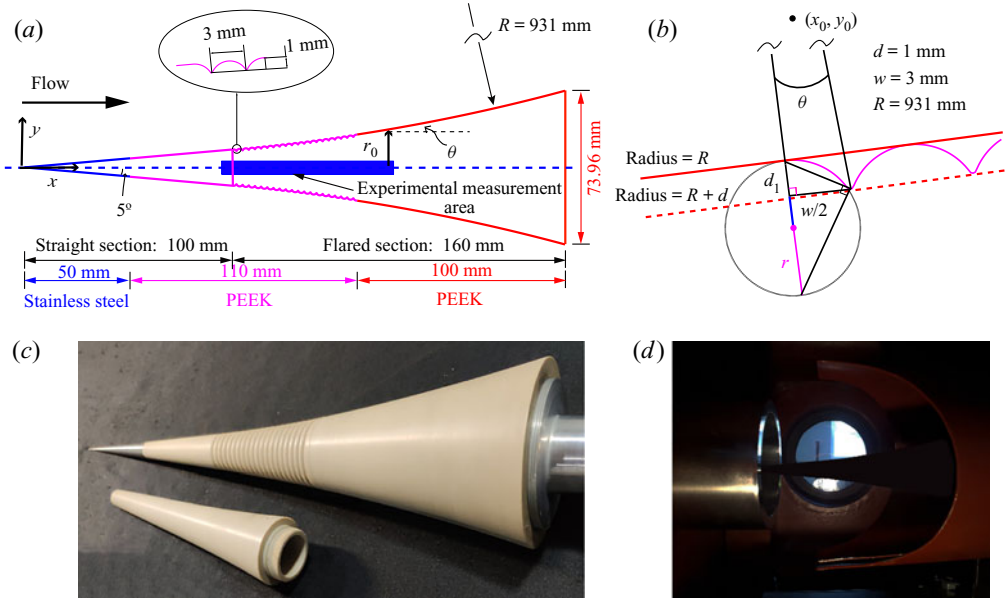 (a)
3 mm
1 mm
R = 931 mm
Flow
y
x
5º
r0
θ
Experimental measurement
area
73.96 mm
Straight section: 100 mm
Flared section: 160 mm
50 mm
110 mm
100 mm
Stainless steel
PEEK
PEEK
(b)
(x0, y0)
d = 1 mm
w = 3 mm
R = 931 mm
θ
Radius = R
Radius = R + d
d1
w/2
r
(c)
(d)